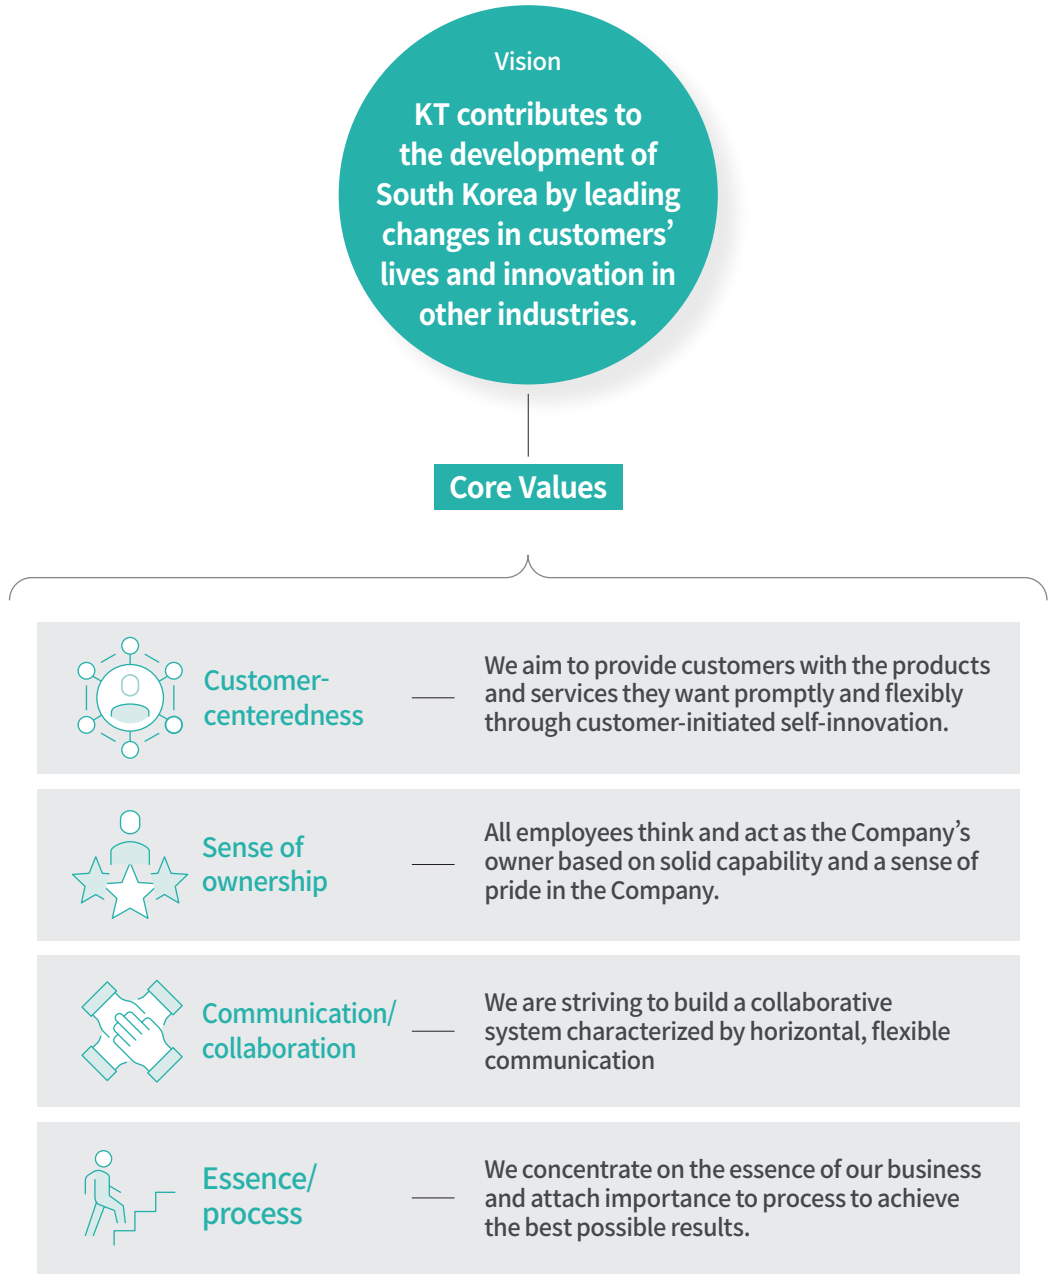 Vision
KT contributes to
the development of
South Korea by leading
changes in customers’
lives and innovation in
other industries.
Core Values
Customer-
centeredness
We aim to provide customers with the products
and services they want promptly and flexibly
through customer-initiated self-innovation.
Sense of
ownership
All employees think and act as the Company’s
owner based on solid capability and a sense of
pride in the Company.
Communication/
collaboration
We are striving to build a collaborative
system characterized by horizontal, flexible
communication
Essence/
process
We concentrate on the essence of our business
and attach importance to process to achieve
the best possible results.